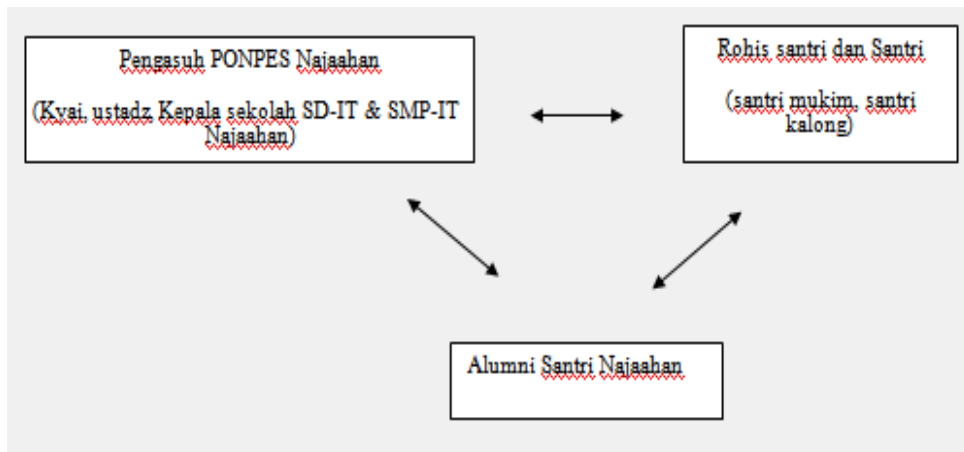 Pengasuh PONPES Najaahan
(Kyai, ustadz, Kepala sekolah SD-IT & SMP-IT
Najaahan)
Rohis santri dan Santri
(santri mukim, santri
kalong)
Alumni Santri Najaahan